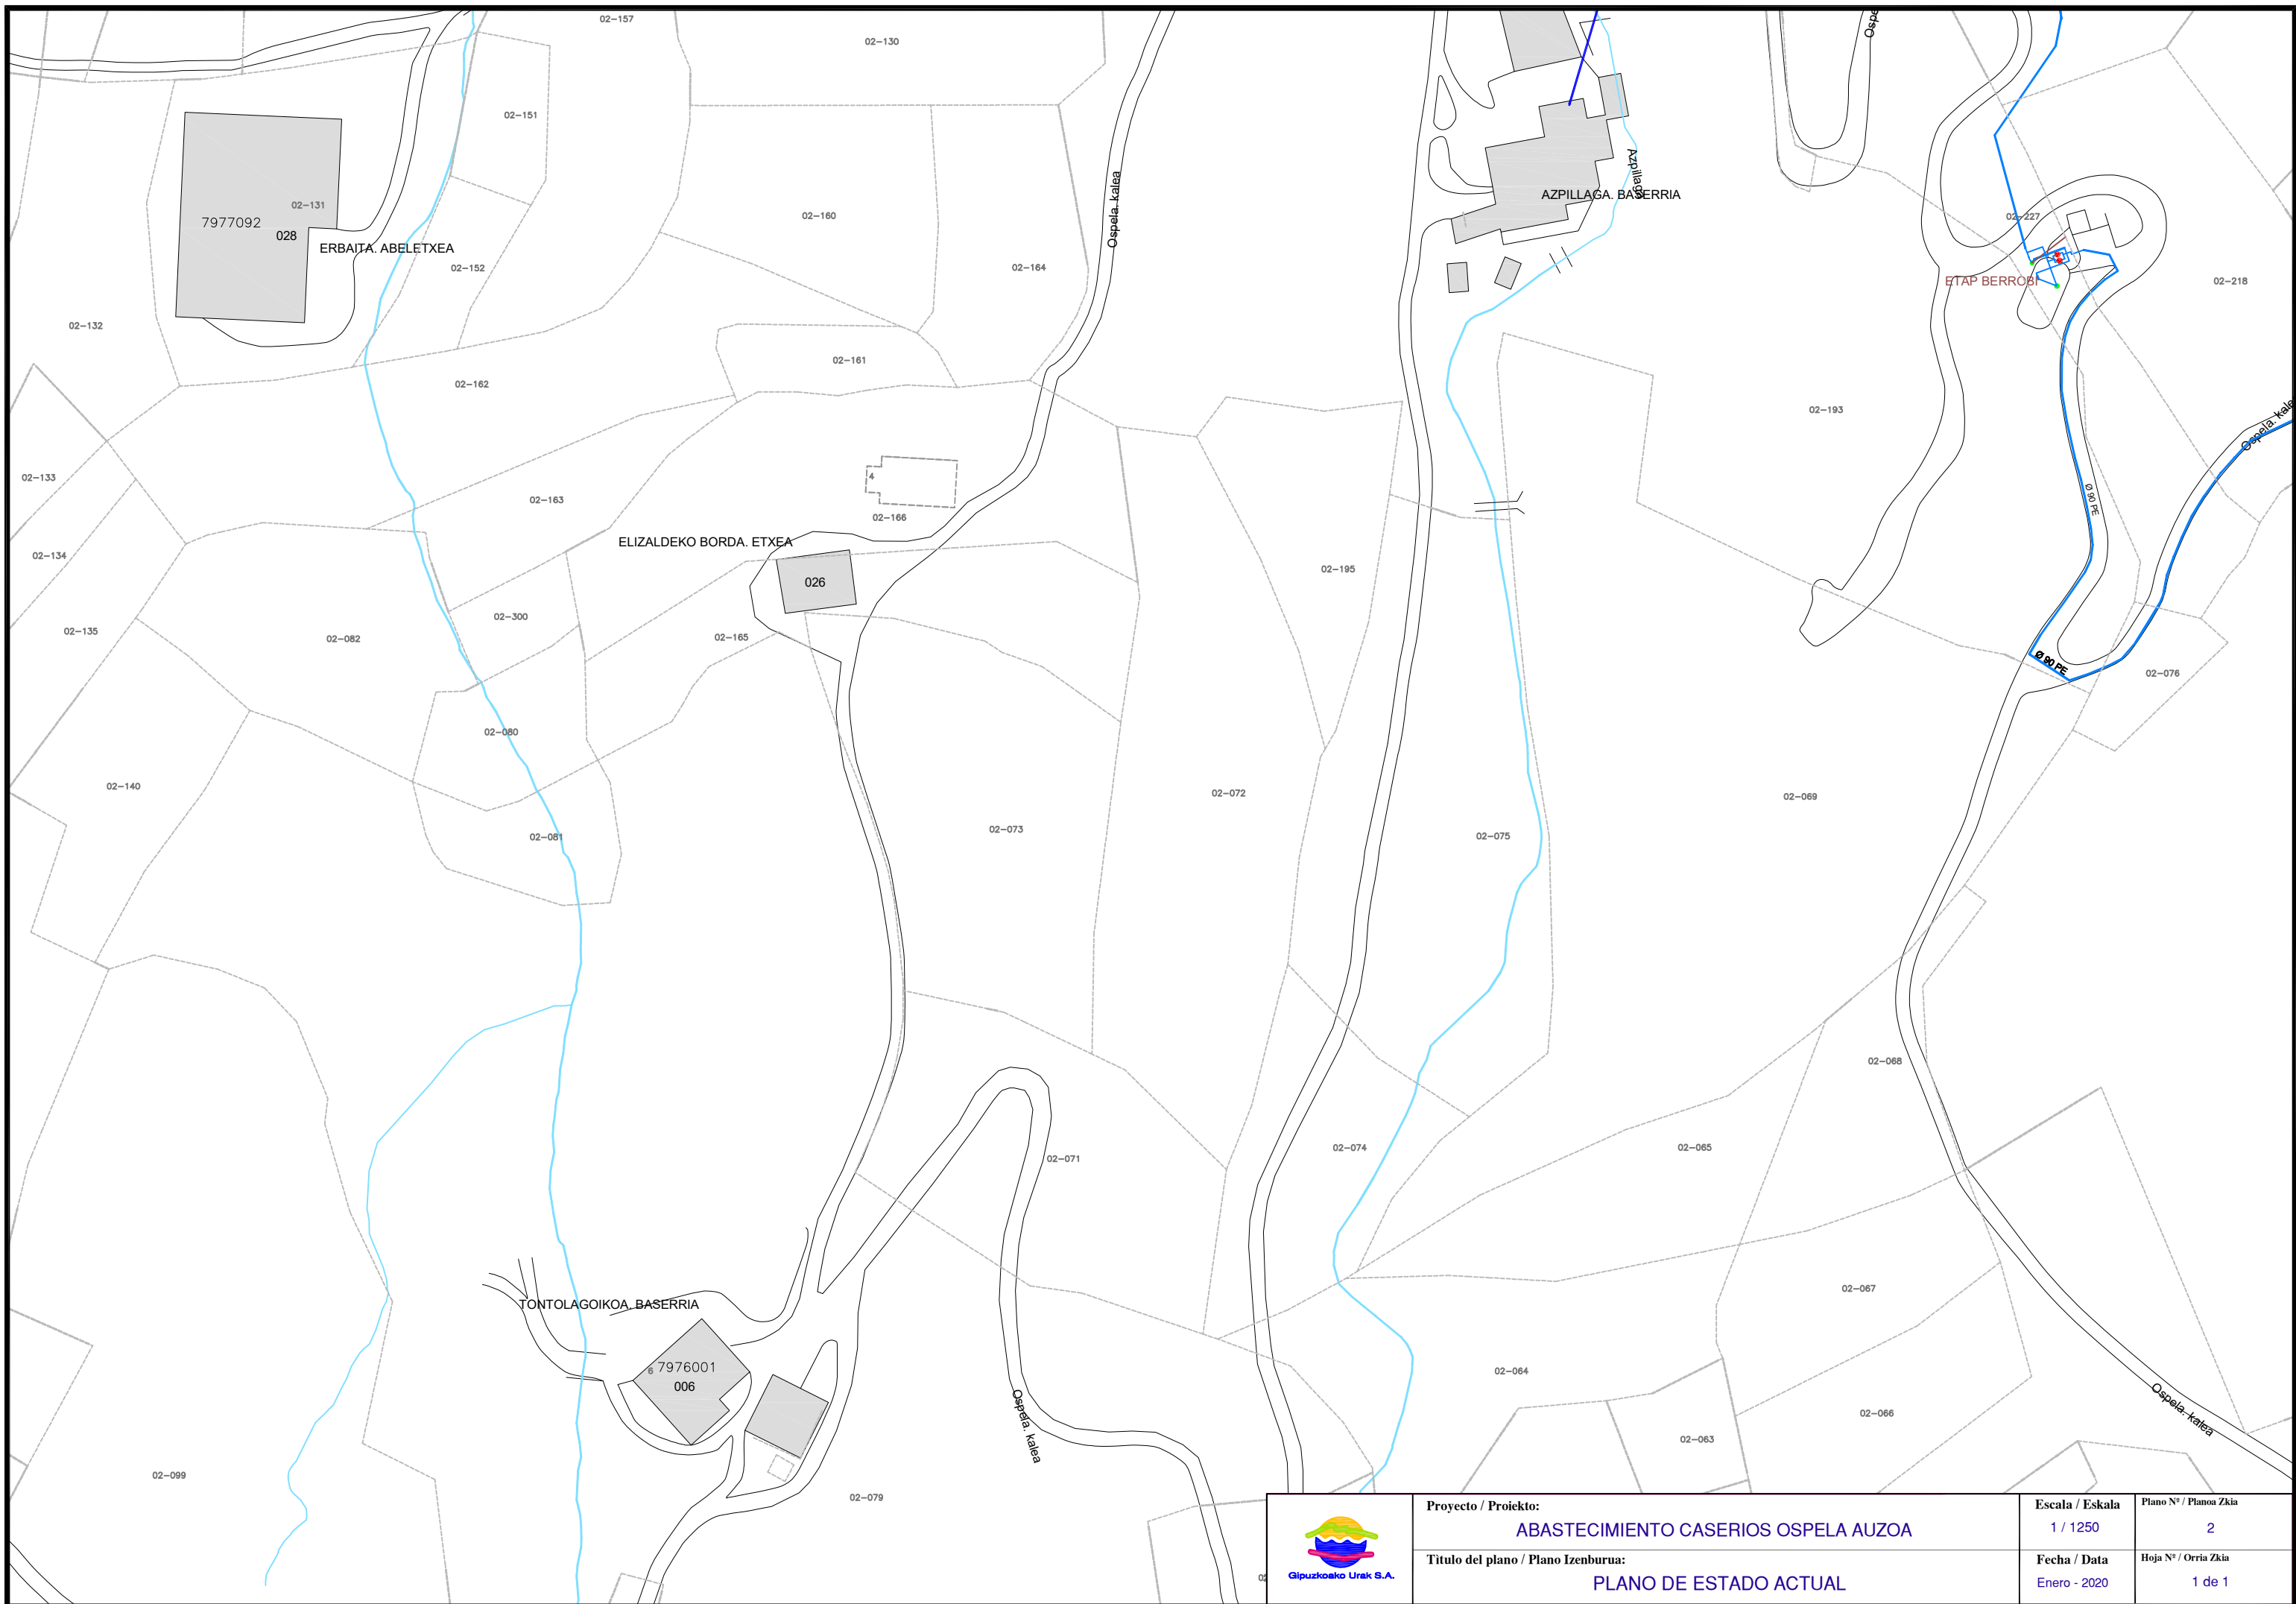 02-157
02-130
Ospe
02-151
Azpillaga
AZPILLAGA. BASERRIA
Ospela. kalea
02-131
7977092
028
ERBAITA. ABELETXEA
02-160
02-227
02-152
02-164
ETAP BERROBI
02-218
02-132
02-161
02-162
02-193
Ospela. kale
02-133
4
02-163
02-166
Ø 90 PE
ELIZALDEKO BORDA. ETXEA
02-134
02-195
026
02-300
02-135
02-082
02-165
Ø 90 PE
02-076
02-080
02-140
02-072
02-069
02-073
02-081
02-075
02-068
02-071
02-074
02-065
02-067
TONTOLAGOIKOA. BASERRIA
6 7976001
006
02-064
Ospela. kalea
Ospela. kalea
02-066
02-063
02-099
02-079
02
Gipuzkoako Urak S.A.
Proyecto / Proiekto:
ABASTECIMIENTO CASERIOS OSPELA AUZOA
Título del plano / Plano Izenburua:
PLANO DE ESTADO ACTUAL
Escala / Eskala
1 / 1250
Fecha / Data
Enero - 2020
Plano Nº / Planoa Zkia
2
Hoja Nº / Orria Zkia
1 de 1